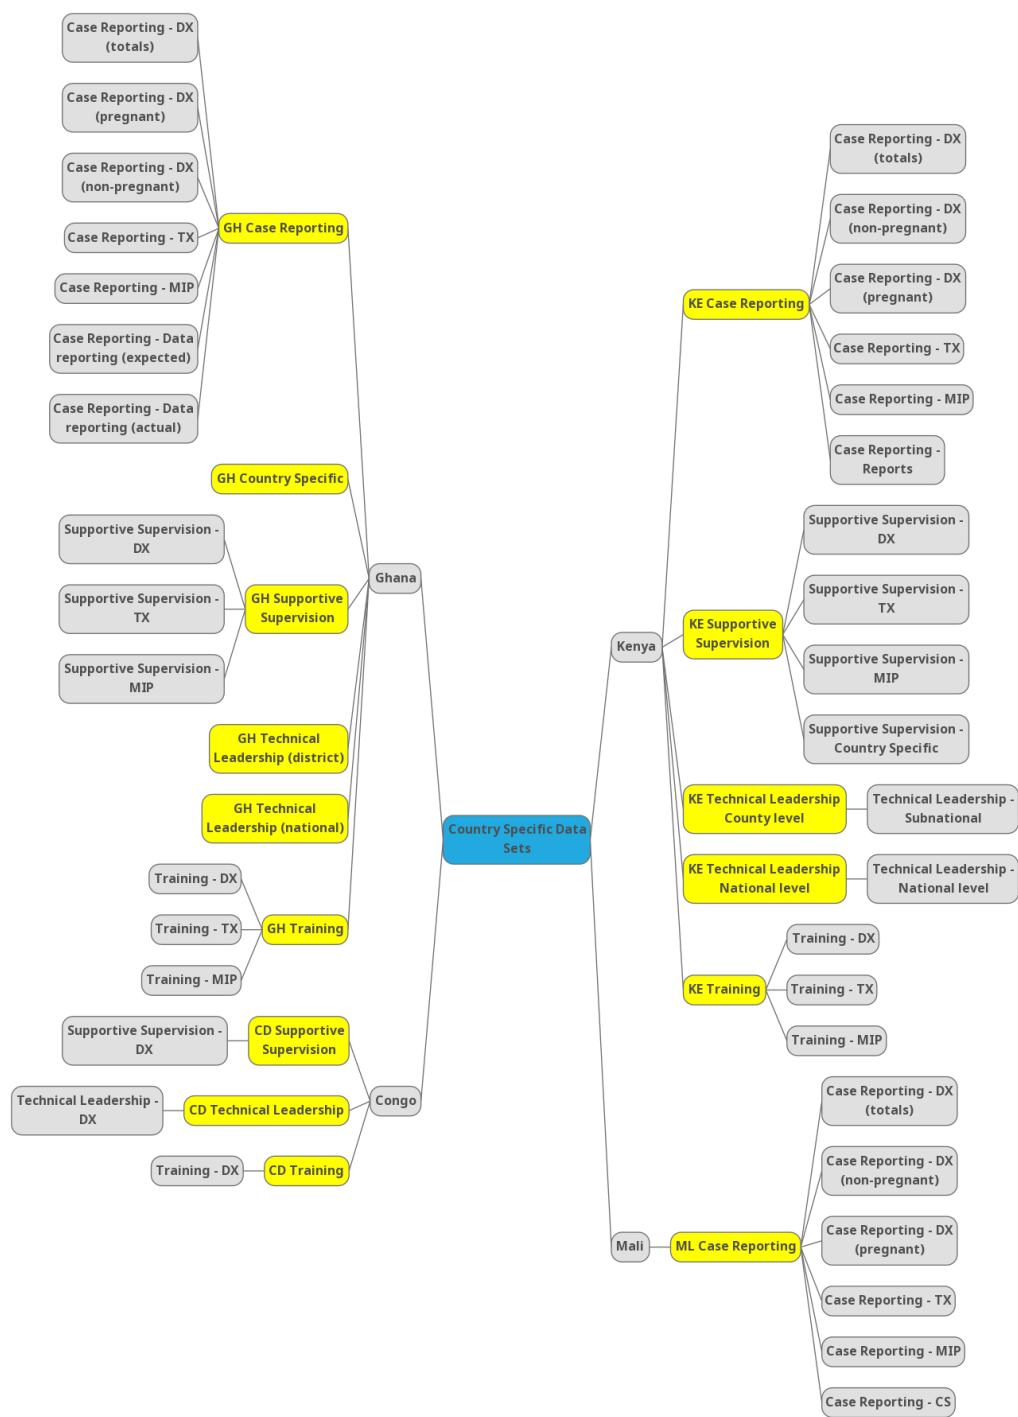 Case Reporting - DX
(totals)
Case Reporting - DX
(pregnant)
Case Reporting - DX
(non-pregnant)
Case Reporting - TX
Case Reporting - MIP
Case Reporting - Data
reporting (expected)
Case Reporting - Data
reporting (actual)
GH Case Reporting
GH Country Specific
Supportive Supervision -
DX
Supportive Supervision -
TX
Supportive Supervision -
MIP
GH Supportive
Supervision
GH Technical
Leadership (district)
GH Technical
Leadership (national)
Training - DX
Training - TX
Training - MIP
GH Training
Ghana
Supportive Supervision -
DX
CD Supportive
Supervision
Technical Leadership -
DX
CD Technical Leadership
Training - DX
CD Training
Congo
Country Specific Data
Sets
Kenya
KE Case Reporting
Case Reporting - DX
(totals)
Case Reporting - DX
(non-pregnant)
Case Reporting - DX
(pregnant)
Case Reporting - TX
Case Reporting - MIP
Case Reporting -
Reports
KE Supportive
Supervision
Supportive Supervision -
DX
Supportive Supervision -
TX
Supportive Supervision -
MIP
Supportive Supervision -
Country Specific
KE Technical Leadership
County level
Technical Leadership -
Subnational
KE Technical Leadership
National level
Technical Leadership -
National level
KE Training
Training - DX
Training - TX
Training - MIP
Mali
ML Case Reporting
Case Reporting - DX
(totals)
Case Reporting - DX
(non-pregnant)
Case Reporting - DX
(pregnant)
Case Reporting - TX
Case Reporting - MIP
Case Reporting - CS